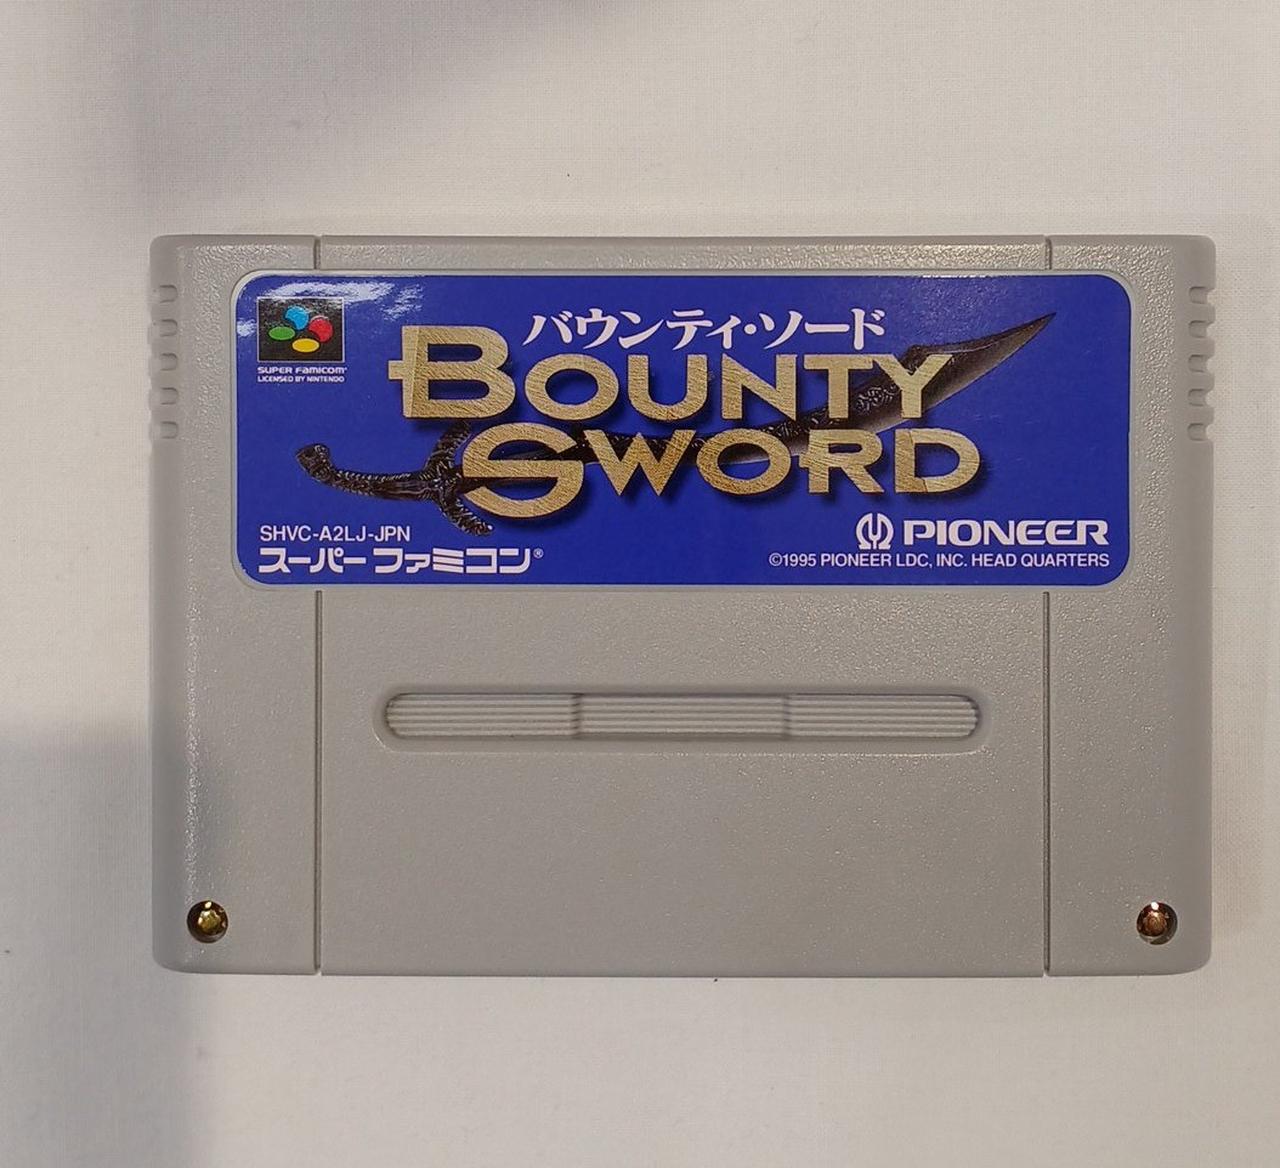 バウンティ・ソード
BOUNTY
SWORD
SUPER FAMICOM
LICENSED BY NINTENDO
SHVC-A2LJ-JPN
スーパーファミコン®
PIONEER
©1995 PIONEER LDC, INC. HEAD QUARTERS